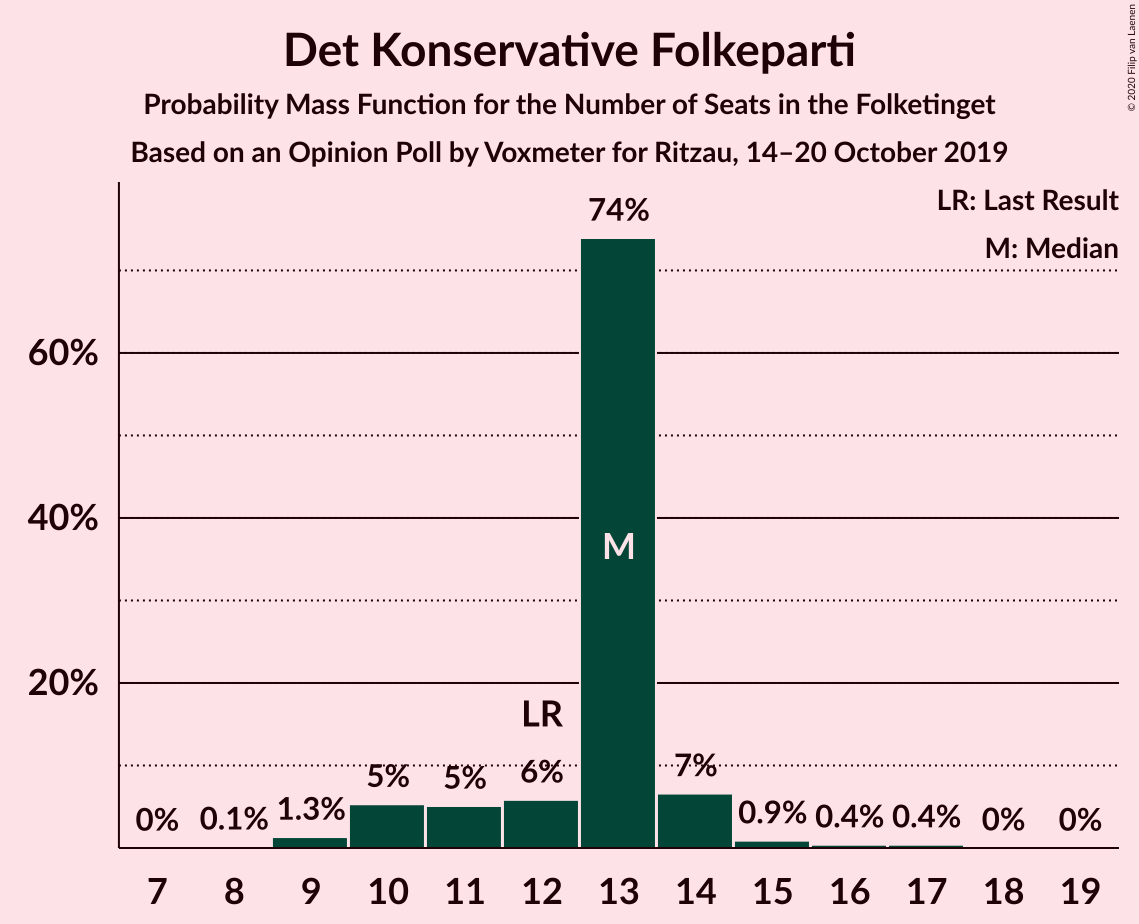 Det Konservative Folkeparti
Probability Mass Function for the Number of Seats in the Folketinget
Based on an Opinion Poll by Voxmeter for Ritzau, 14–20 October 2019
© 2020 Filip van Laenen
LR: Last Result
M: Median
74%
60%
40%
M
20%
LR
0% 0.1% 1.3% 5% 5% 6% 7% 0.9% 0.4% 0.4% 0% 0%
7 8 9 10 11 12 13 14 15 16 17 18 19